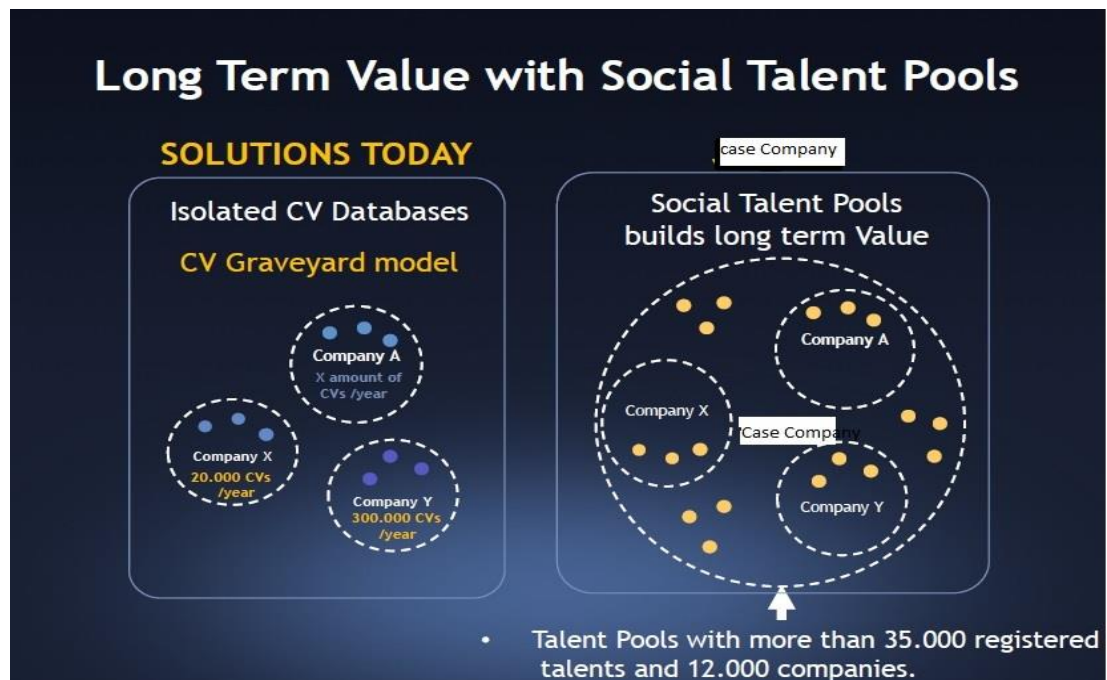 Long Term Value with Social Talent Pools
SOLUTIONS TODAY
Isolated CV Databases
CV Graveyard model
Company A
X amount of
CVs /year
Company X
20.000 CVs
/year
Company Y
300.000 CVs
/year
case Company
Social Talent Pools
builds long term Value
Company A
Company X
Case Company
Company Y
• Talent Pools with more than 35.000 registered
talents and 12.000 companies.